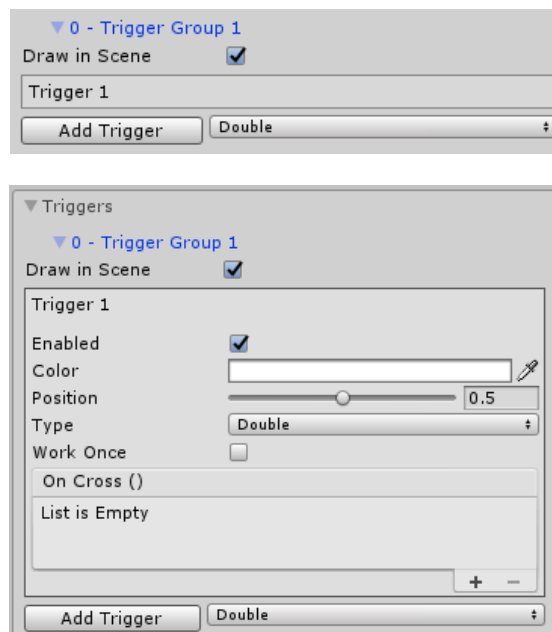 0 - Trigger Group 1
Draw in Scene
Trigger 1
Add Trigger Double
Triggers
0 - Trigger Group 1
Draw in Scene
Trigger 1
Enabled
Color
Position 0.5
Type Double
Work Once
On Cross ()
List is Empty
+ −
Add Trigger Double